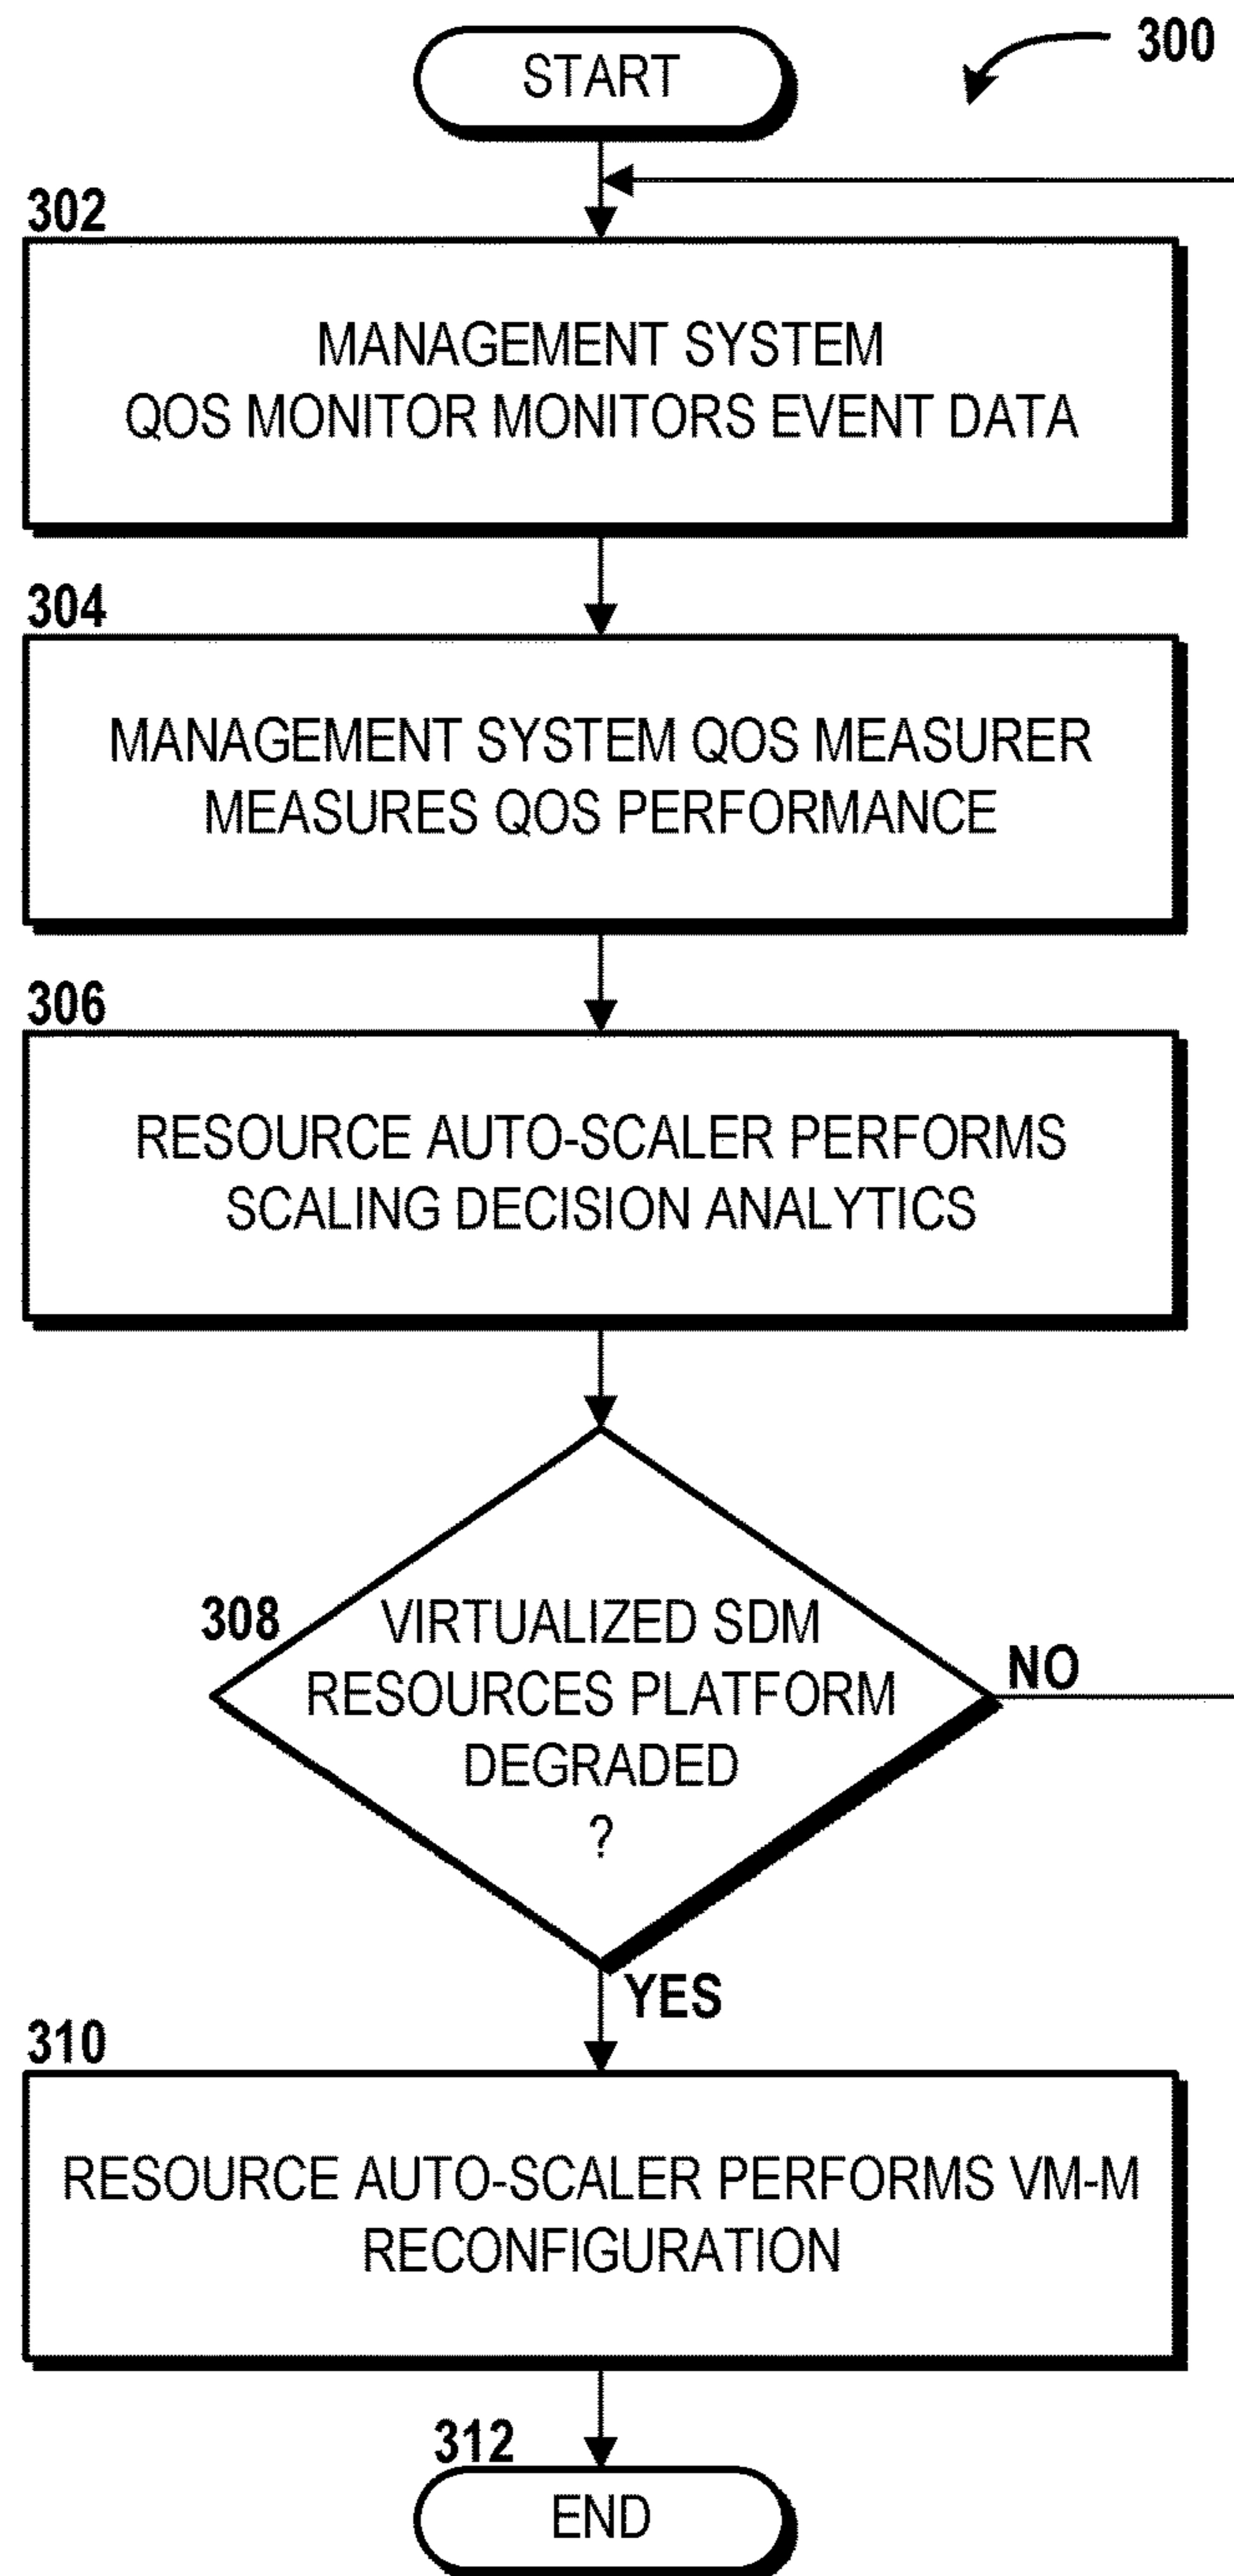 START
300
302
MANAGEMENT SYSTEM
QOS MONITOR MONITORS EVENT DATA
304
MANAGEMENT SYSTEM QOS MEASURER
MEASURES QOS PERFORMANCE
306
RESOURCE AUTO-SCALER PERFORMS
SCALING DECISION ANALYTICS
308
VIRTUALIZED SDM
RESOURCES PLATFORM
DEGRADED
?
NO
YES
310
RESOURCE AUTO-SCALER PERFORMS VM-M
RECONFIGURATION
312
END